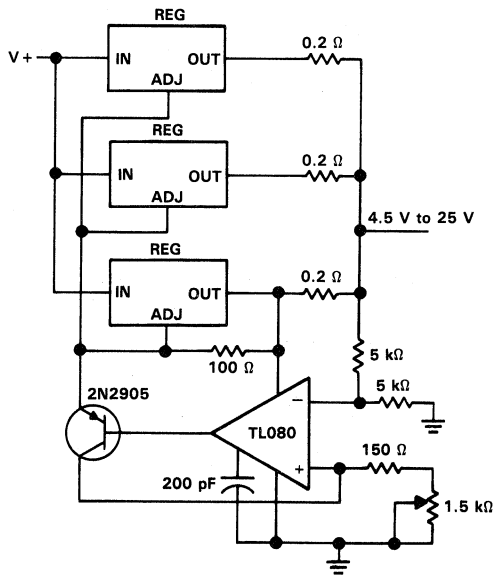 REG
V+
IN
OUT
ADJ
0.2 Ω
REG
IN
OUT
ADJ
0.2 Ω
4.5 V to 25 V
REG
IN
OUT
ADJ
0.2 Ω
100 Ω
5 kΩ
5 kΩ
2N2905
−
TL080
+
150 Ω
200 pF
1.5 kΩ